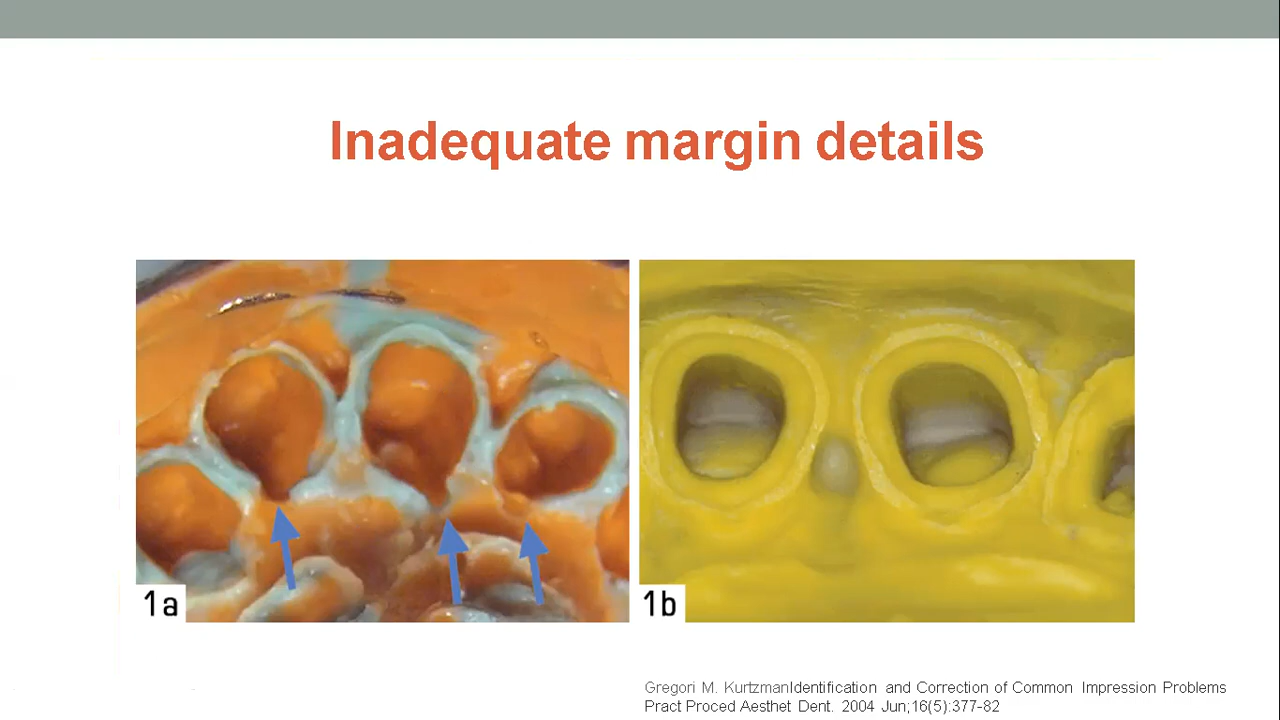 Inadequate margin details
1a
1b
Gregori M. KurtzmanIdentification and Correction of Common Impression Problems
Pract Proced Aesthet Dent. 2004 Jun;16(5):377-82